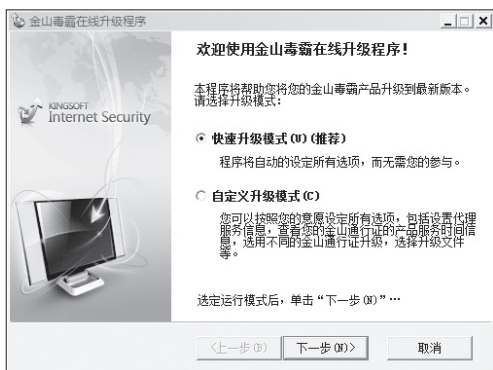 金山毒霸在线升级程序
欢迎使用金山毒霸在线升级程序!
本程序将帮助您将您的金山毒霸产品升级到最新版本。
请选择升级模式:
KINGSOFT
Internet Security
快速升级模式(U)(推荐)
程序将自动的设定所有选项,而无需您的参与。
自定义升级模式(C)
您可以按照您的意愿设定所有选项,包括设置代理
服务信息,查看您的金山通行证的产品服务时间信
息,选用不同的金山通行证升级,选择升级文件
等。
选定运行模式后,单击“下一步(N)”…
<上一步(B)
下一步(N)>
取消